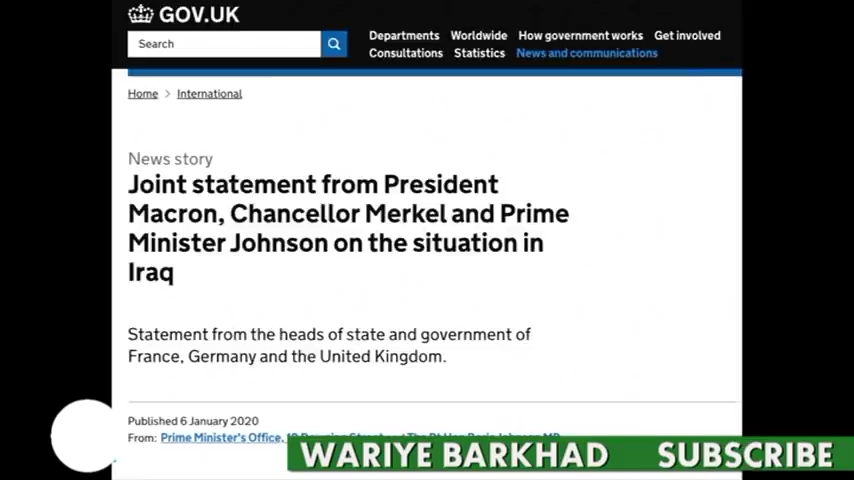 GOV.UK
Search
Departments Worldwide How government works Get involved
Consultations Statistics News and communications
Home > International
News story
Joint statement from President
Macron, Chancellor Merkel and Prime
Minister Johnson on the situation in
Iraq
Statement from the heads of state and government of
France, Germany and the United Kingdom.
Published 6 January 2020
From: Prime Minister's Office,
WARIYE BARKHAD SUBSCRIBE